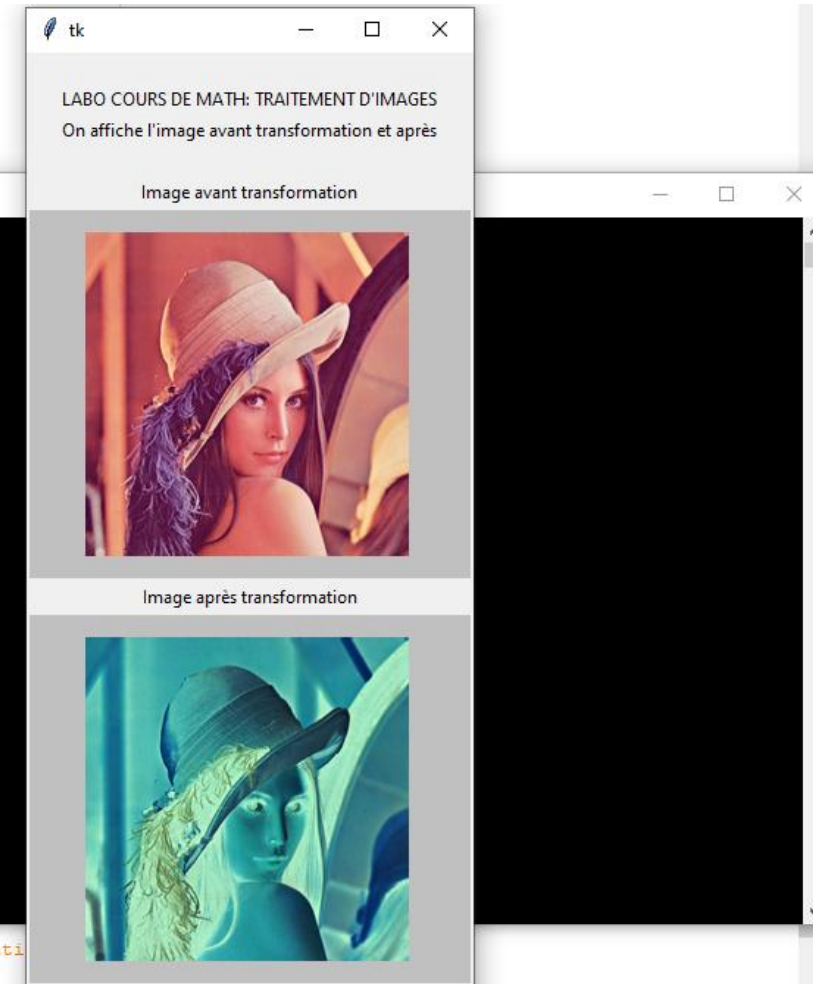 tk
LABO COURS DE MATH: TRAITEMENT D'IMAGES
On affiche l'image avant transformation et après
Image avant transformation
Image après transformation
ti